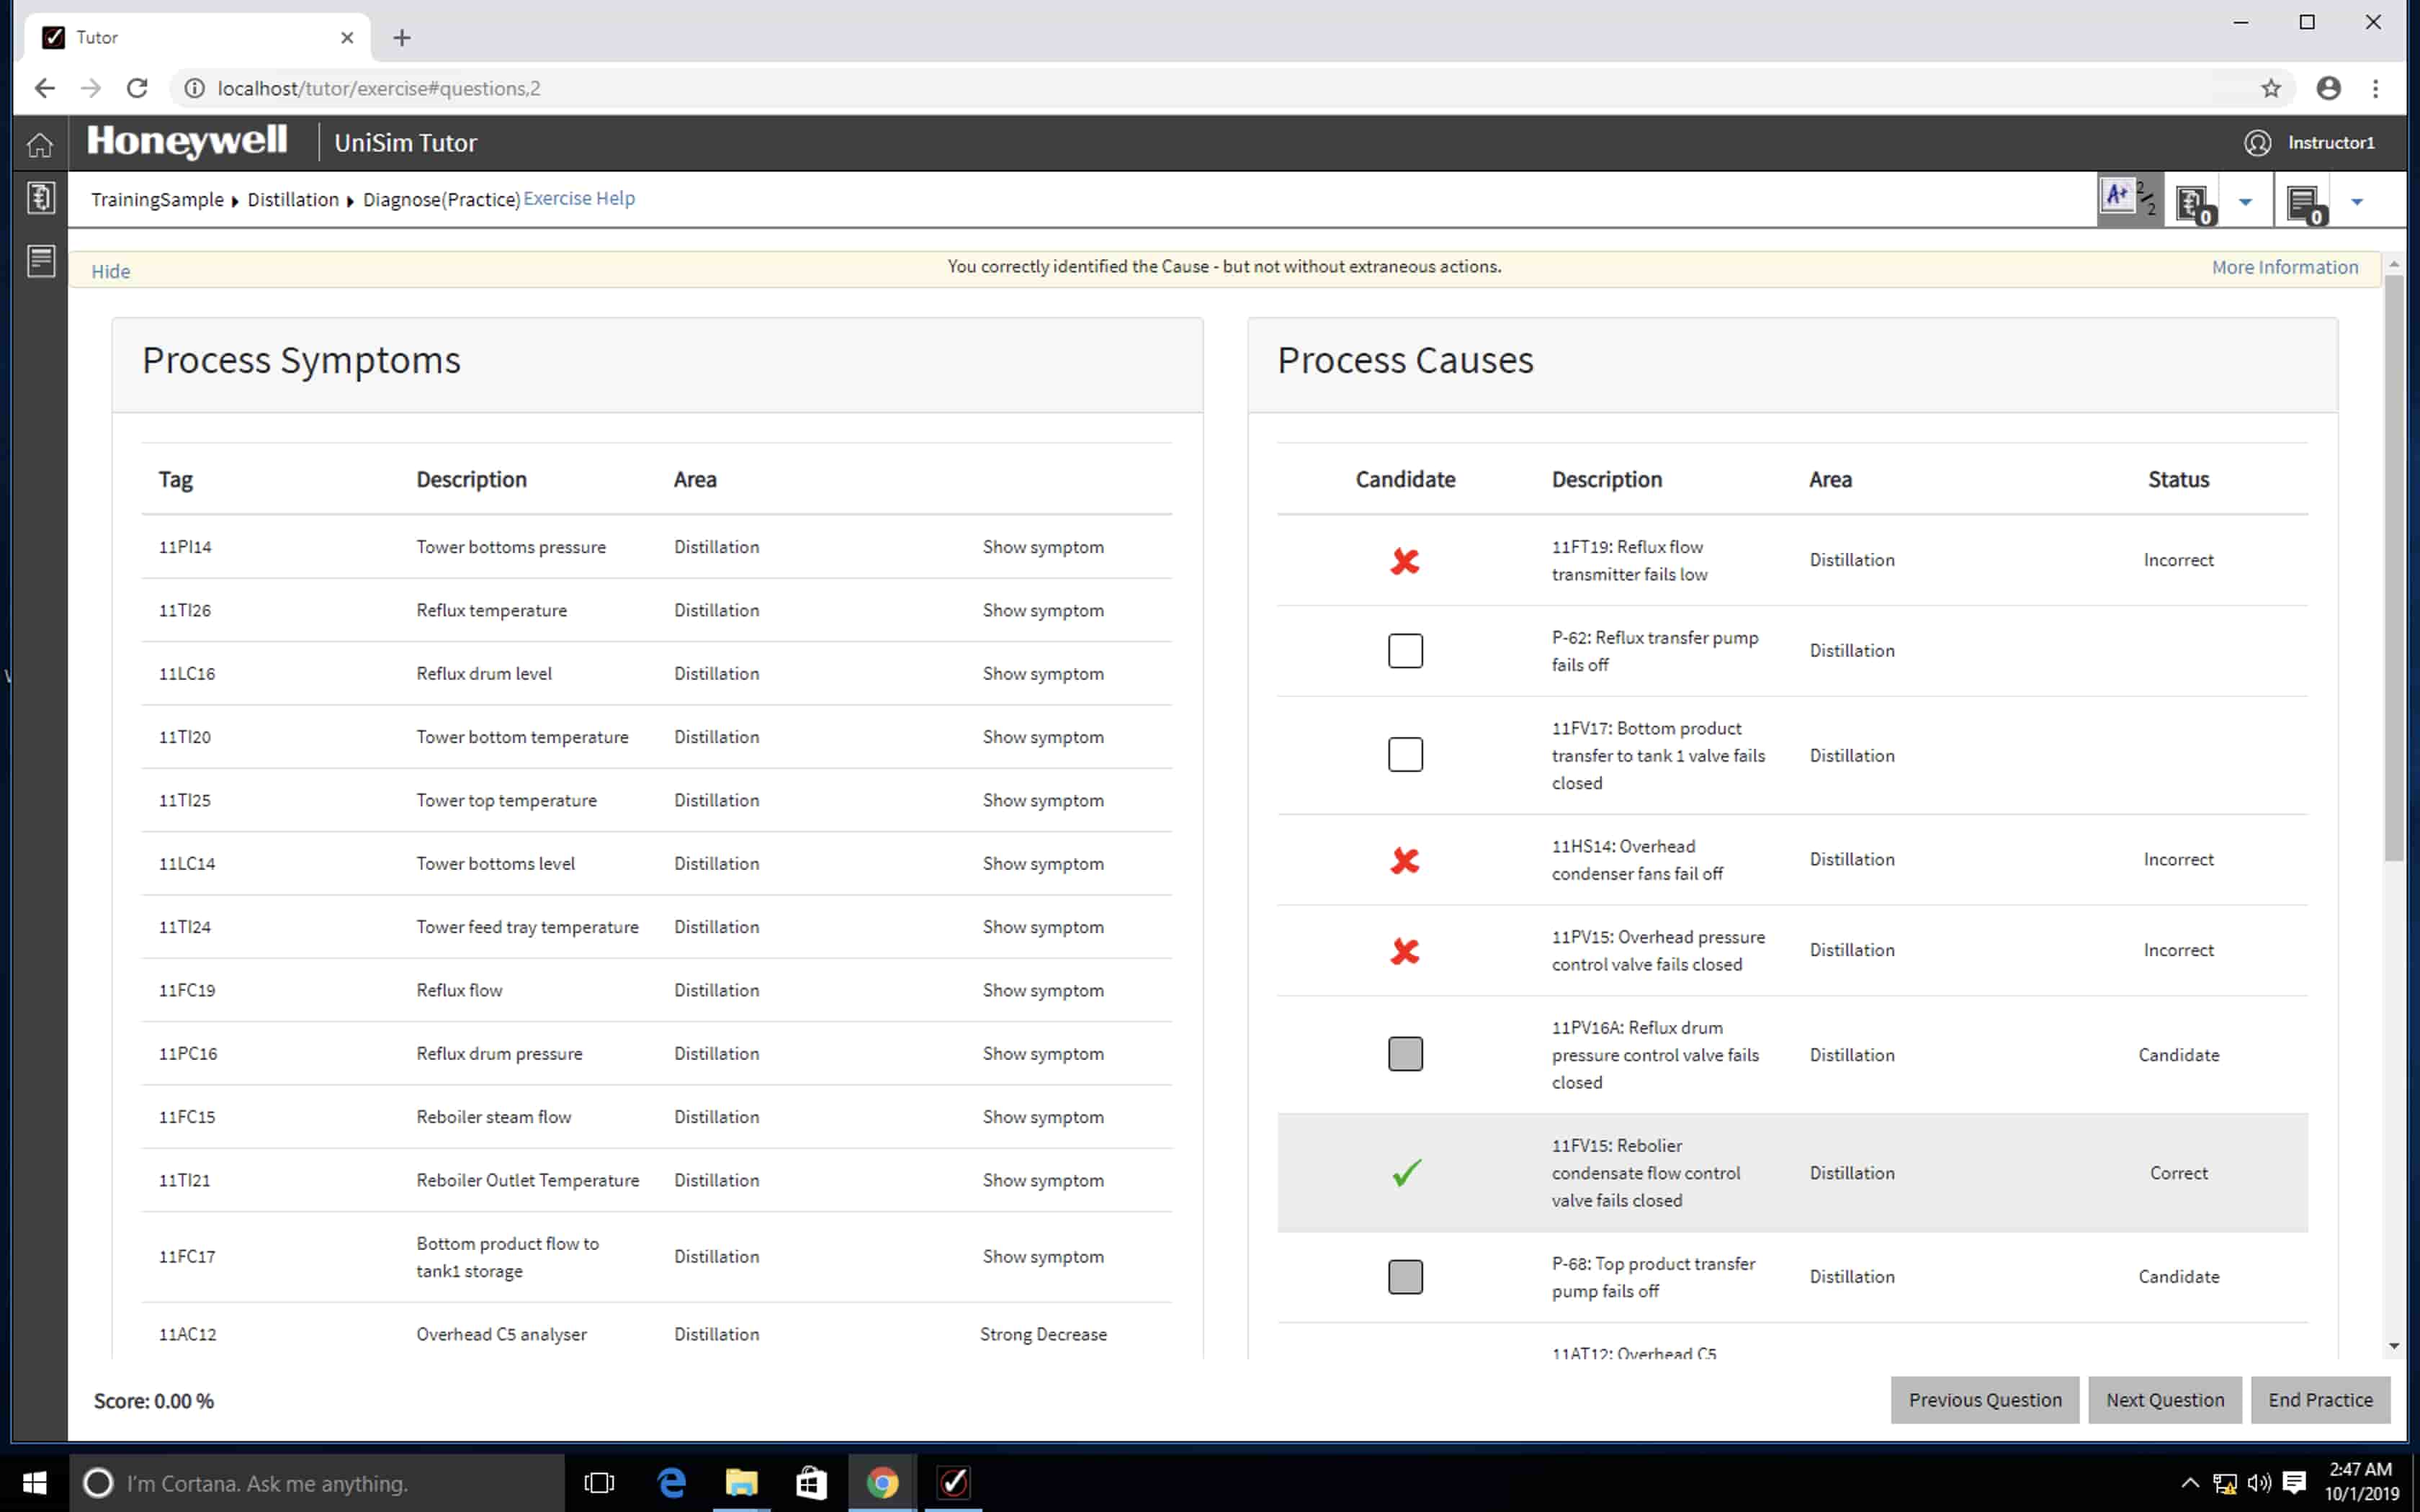 Tutor
localhost/tutor/exercise#questions,2
Honeywell UniSim Tutor Instructor1
TrainingSample Distillation Diagnose(Practice) Exercise Help
A+ 2/2 0 0
Hide You correctly identified the Cause - but not without extraneous actions. More Information
Process Symptoms
Tag Description Area
11PI14 Tower bottoms pressure Distillation Show symptom
11TI26 Reflux temperature Distillation Show symptom
11LC16 Reflux drum level Distillation Show symptom
11TI20 Tower bottom temperature Distillation Show symptom
11TI25 Tower top temperature Distillation Show symptom
11LC14 Tower bottoms level Distillation Show symptom
11TI24 Tower feed tray temperature Distillation Show symptom
11FC19 Reflux flow Distillation Show symptom
11PC16 Reflux drum pressure Distillation Show symptom
11FC15 Reboiler steam flow Distillation Show symptom
11TI21 Reboiler Outlet Temperature Distillation Show symptom
Bottom product flow to
11FC17 Distillation Show symptom
tank1 storage
11AC12 Overhead C5 analyser Distillation Strong Decrease
Process Causes
Candidate Description Area Status
11FT19: Reflux flow
transmitter fails low
Distillation Incorrect
P-62: Reflux transfer pump
fails off
Distillation
11FV17: Bottom product
transfer to tank 1 valve fails
closed
Distillation
11HS14: Overhead
condenser fans fail off
Distillation Incorrect
11PV15: Overhead pressure
control valve fails closed
Distillation Incorrect
11PV16A: Reflux drum
pressure control valve fails
closed
Distillation Candidate
11FV15: Rebolier
condensate flow control
valve fails closed
Distillation Correct
P-68: Top product transfer
pump fails off
Distillation Candidate
11AT12: Overhead C5
Score: 0.00 %
Previous Question Next Question End Practice
I'm Cortana. Ask me anything.
2:47 AM
10/1/2019